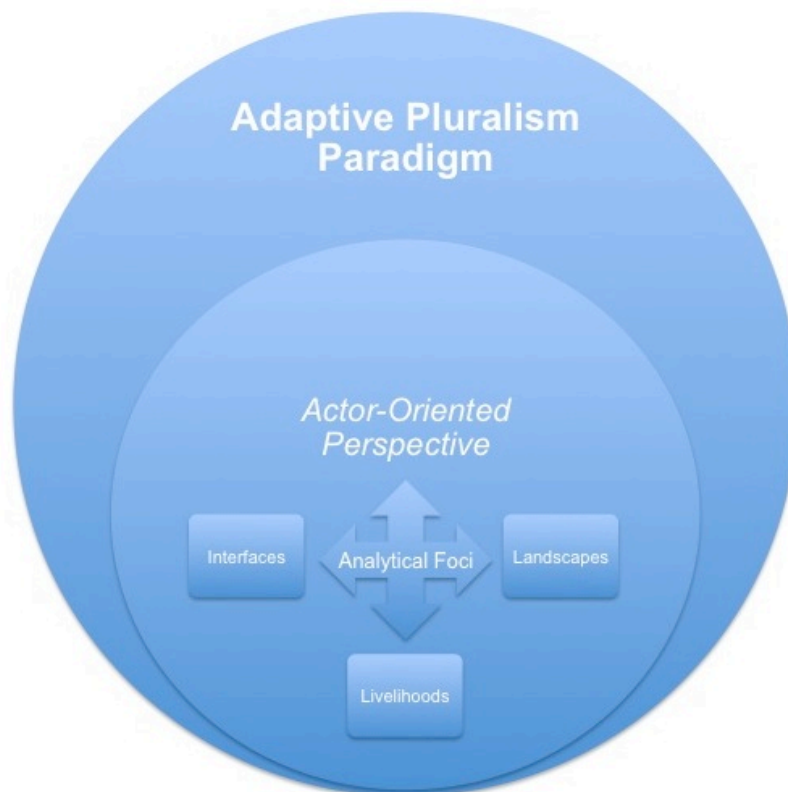 Adaptive Pluralism
Paradigm
Actor-Oriented
Perspective
Interfaces
Analytical Foci
Landscapes
Livelihoods